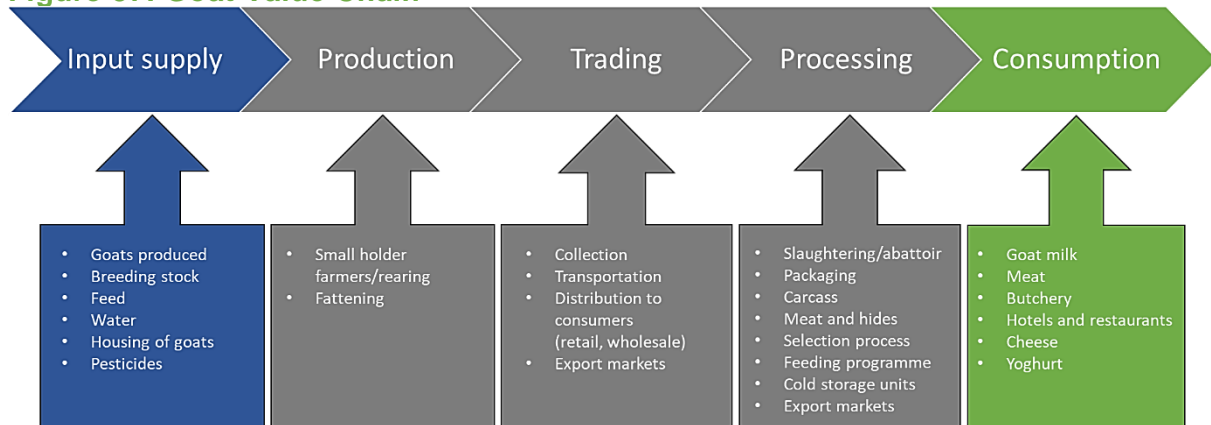 Input supply
Production
Trading
Processing
Consumption
• Goats produced
• Breeding stock
• Feed
• Water
• Housing of goats
• Pesticides
• Small holder
farmers/rearing
• Fattening
• Collection
• Transportation
• Distribution to
consumers
(retail, wholesale)
• Export markets
• Slaughtering/abattoir
• Packaging
• Carcass
• Meat and hides
• Selection process
• Feeding programme
• Cold storage units
• Export markets
• Goat milk
• Meat
• Butchery
• Hotels and restaurants
• Cheese
• Yoghurt